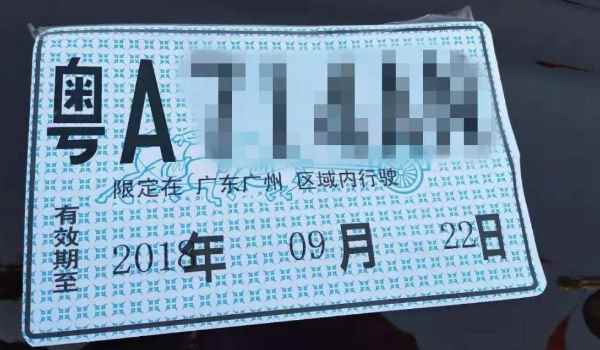 粤A
限定在 广东广州 区域内行驶
有效期至
2018年 09月 22日